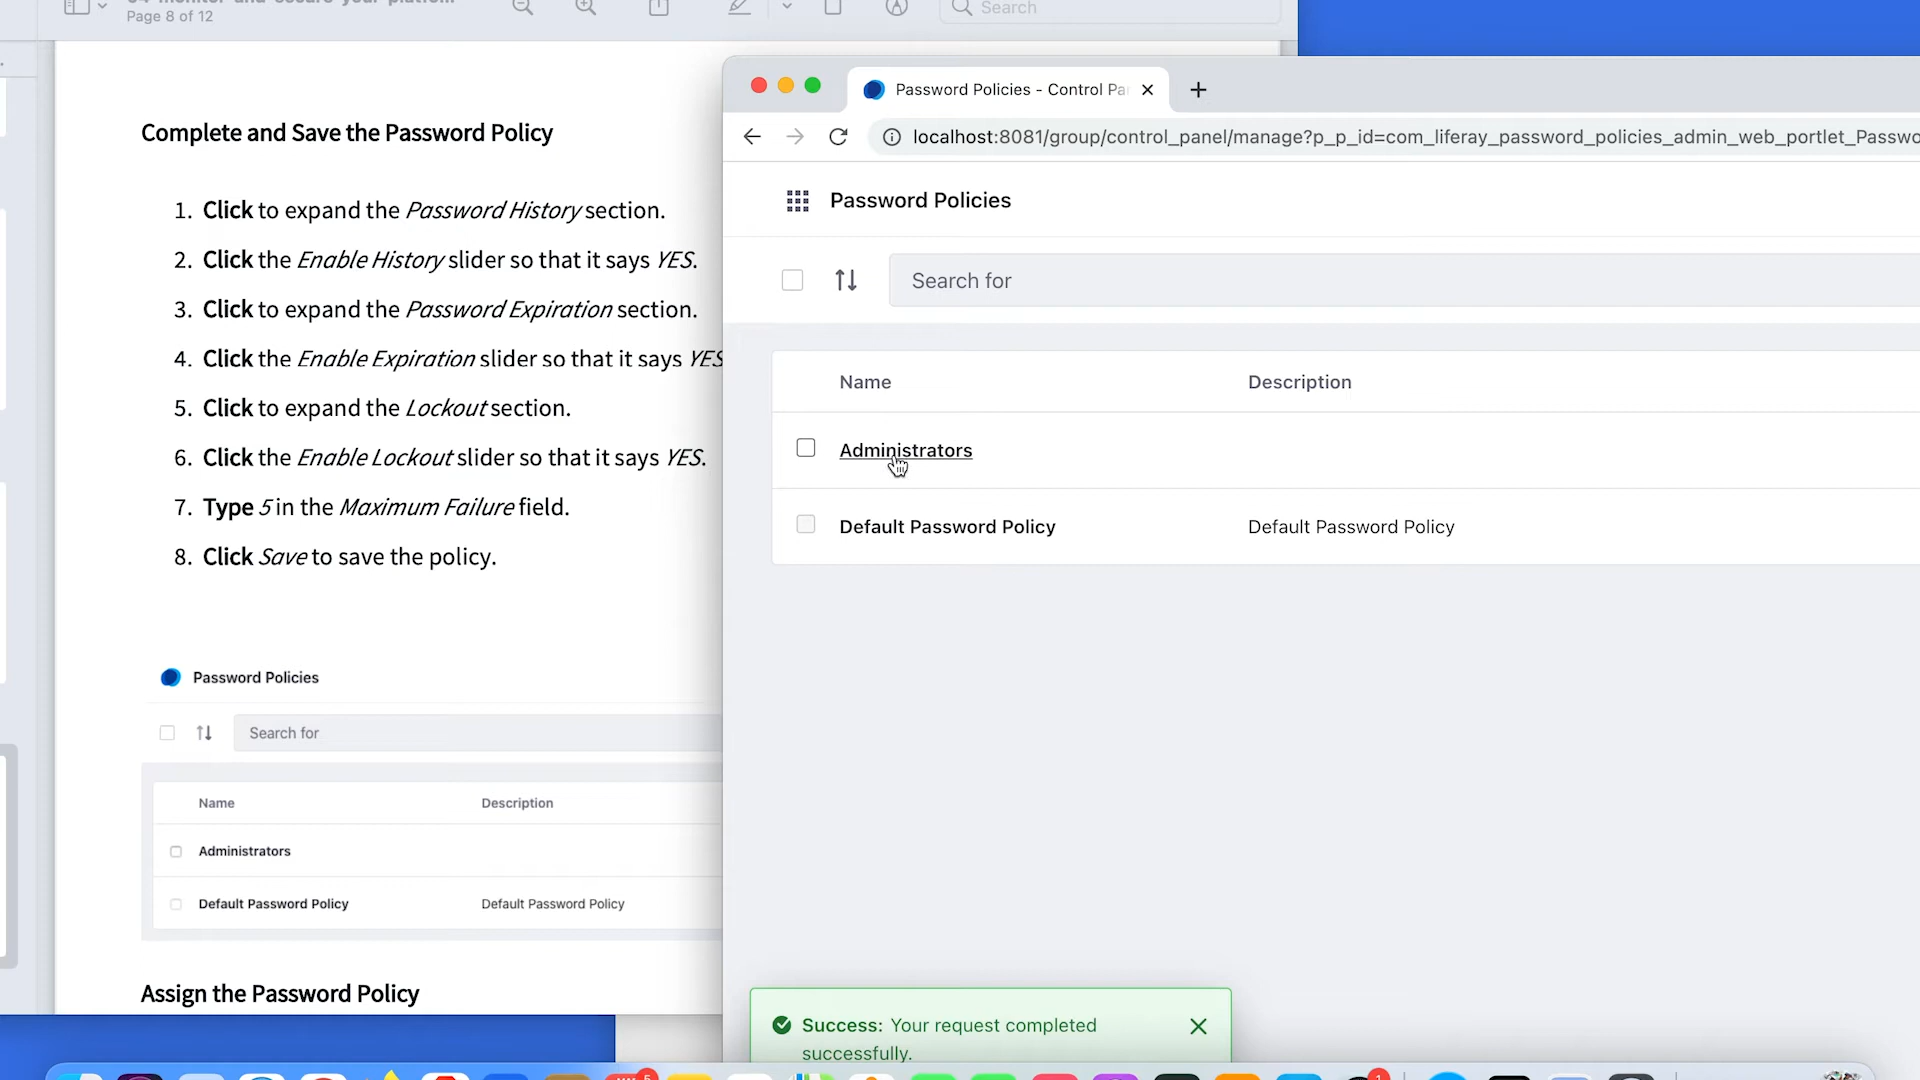 Page 8 of 12
Search
Complete and Save the Password Policy
1. Click to expand the Password History section.
2. Click the Enable History slider so that it says YES.
3. Click to expand the Password Expiration section.
4. Click the Enable Expiration slider so that it says YES
5. Click to expand the Lockout section.
6. Click the Enable Lockout slider so that it says YES.
7. Type 5 in the Maximum Failure field.
8. Click Save to save the policy.
Password Policies
Search for
Name Description
Administrators
Default Password Policy Default Password Policy
Assign the Password Policy
Password Policies - Control Pa
localhost:8081/group/control_panel/manage?p_p_id=com_liferay_password_policies_admin_web_portlet_Passwo
Password Policies
Search for
Name Description
Administrators
Default Password Policy Default Password Policy
Success: Your request completed
successfully.
5
1